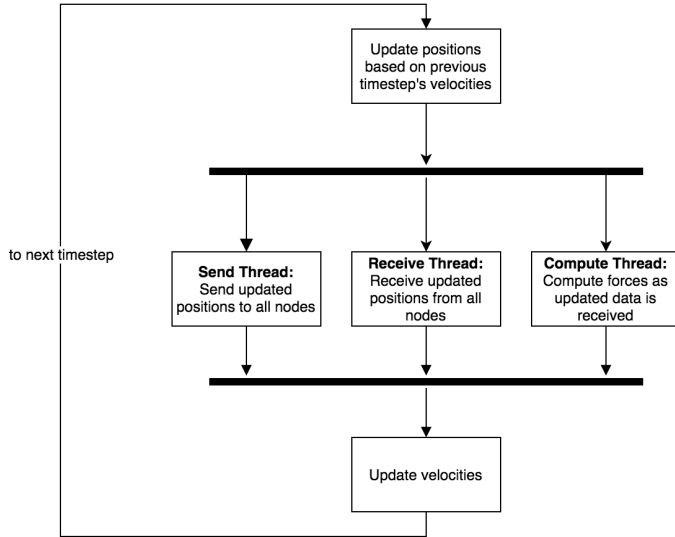 Update positions
based on previous
timestep's velocities
to next timestep
Send Thread:
Send updated
positions to all nodes
Receive Thread:
Receive updated
positions from all
nodes
Compute Thread:
Compute forces as
updated data is
received
Update velocities